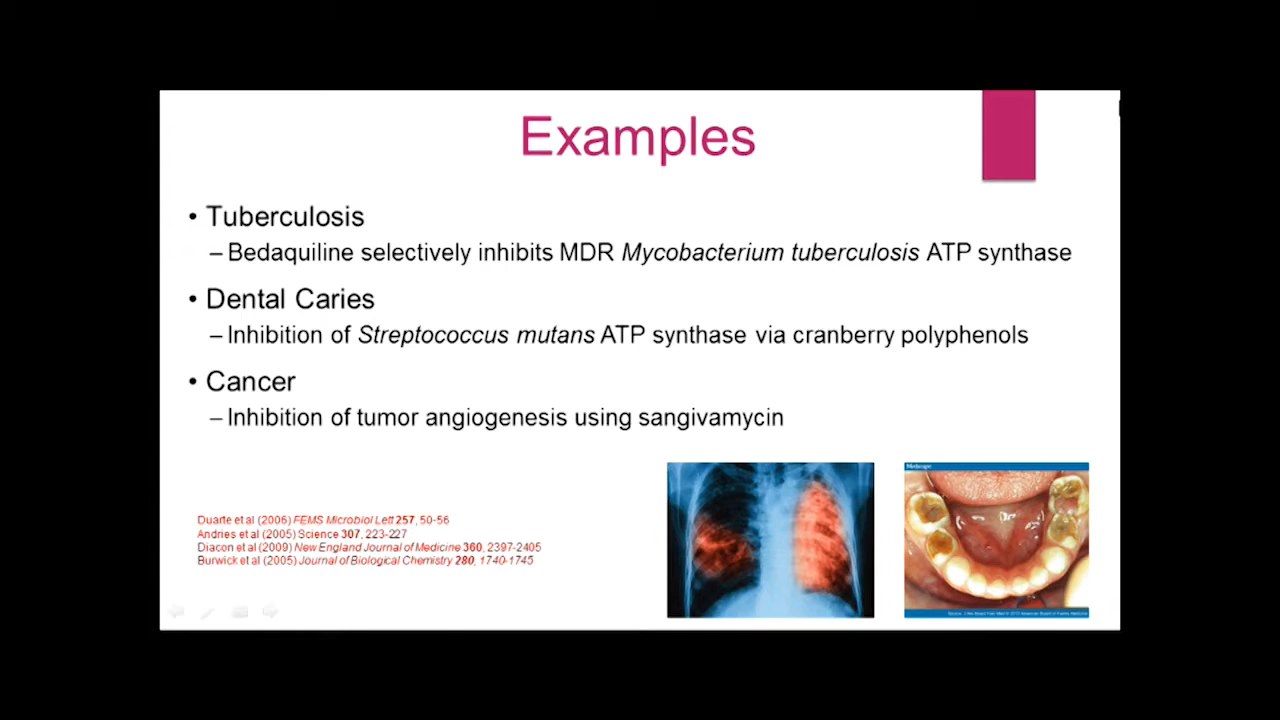 Examples
• Tuberculosis
– Bedaquiline selectively inhibits MDR Mycobacterium tuberculosis ATP synthase
• Dental Caries
– Inhibition of Streptococcus mutans ATP synthase via cranberry polyphenols
• Cancer
– Inhibition of tumor angiogenesis using sangivamycin
Duarte et al (2006) FEMS Microbiol Lett 257, 50-56
Andries et al (2005) Science 307, 223-227
Diacon et al (2009) New England Journal of Medicine 360, 2397-2405
Burwick et al (2005) Journal of Biological Chemistry 280, 1740-1745
Medscape